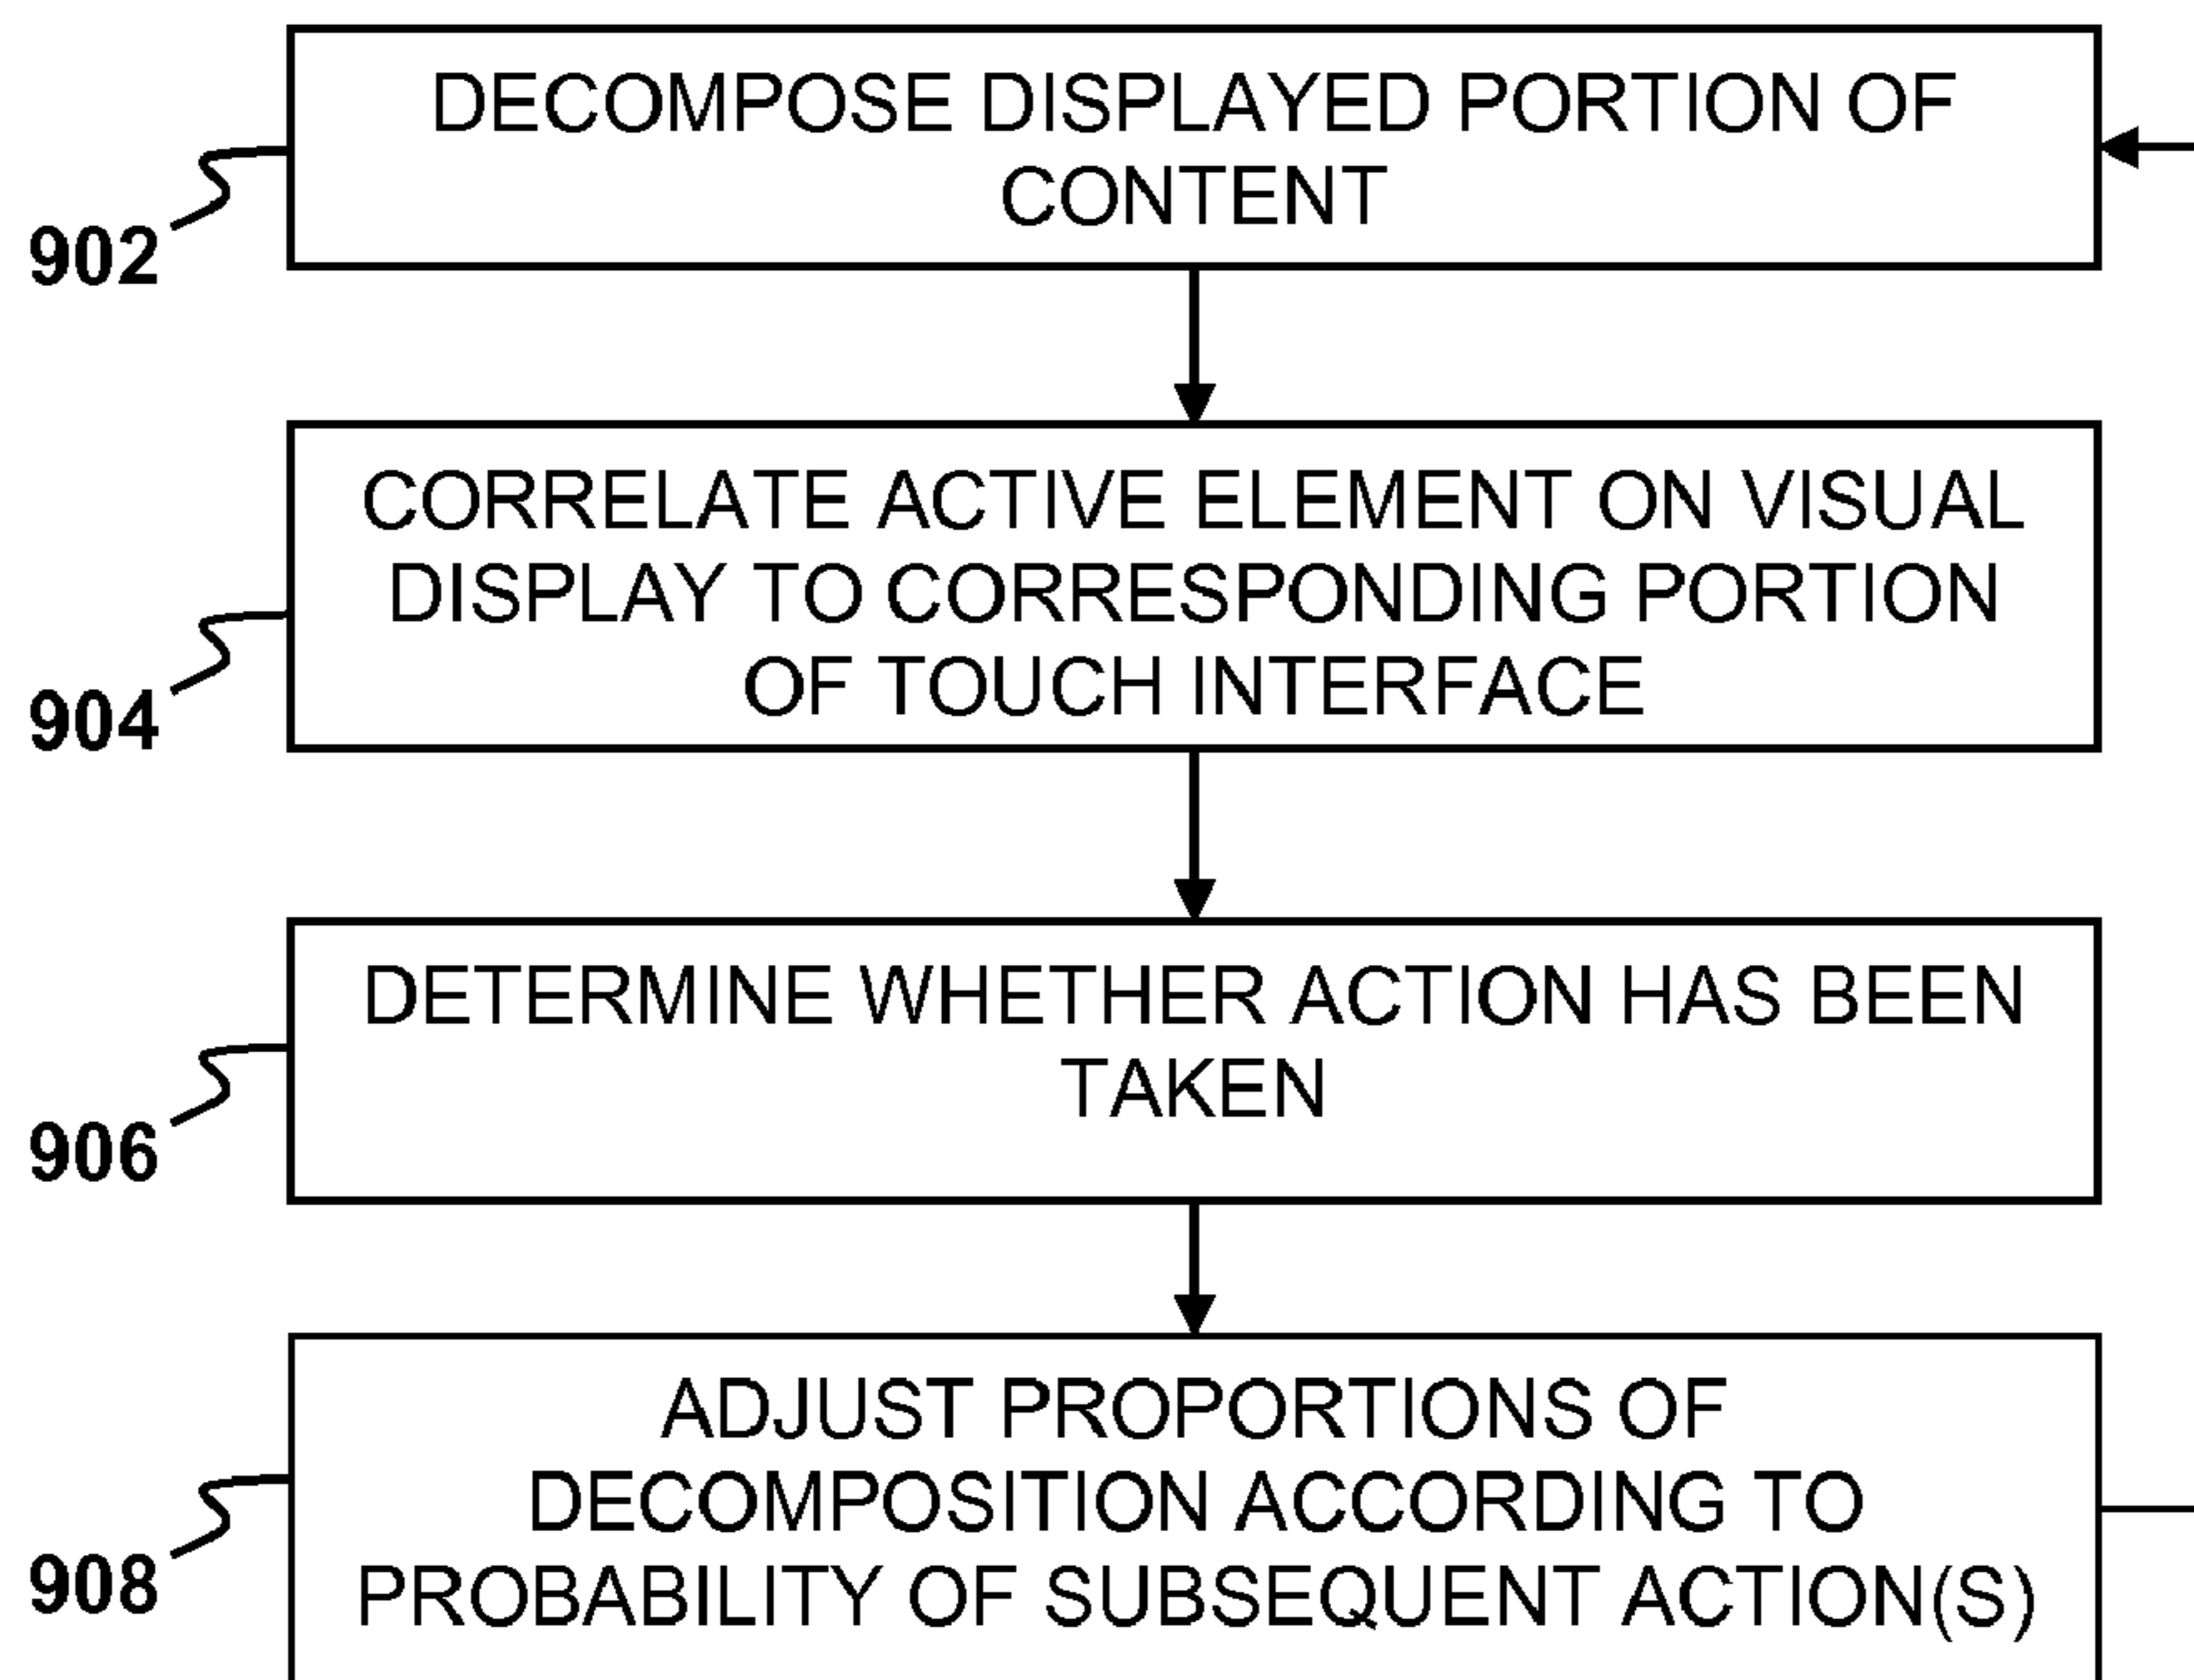 DECOMPOSE DISPLAYED PORTION OF
CONTENT
902
CORRELATE ACTIVE ELEMENT ON VISUAL
DISPLAY TO CORRESPONDING PORTION
OF TOUCH INTERFACE
904
DETERMINE WHETHER ACTION HAS BEEN
TAKEN
906
ADJUST PROPORTIONS OF
DECOMPOSITION ACCORDING TO
PROBABILITY OF SUBSEQUENT ACTION(S)
908